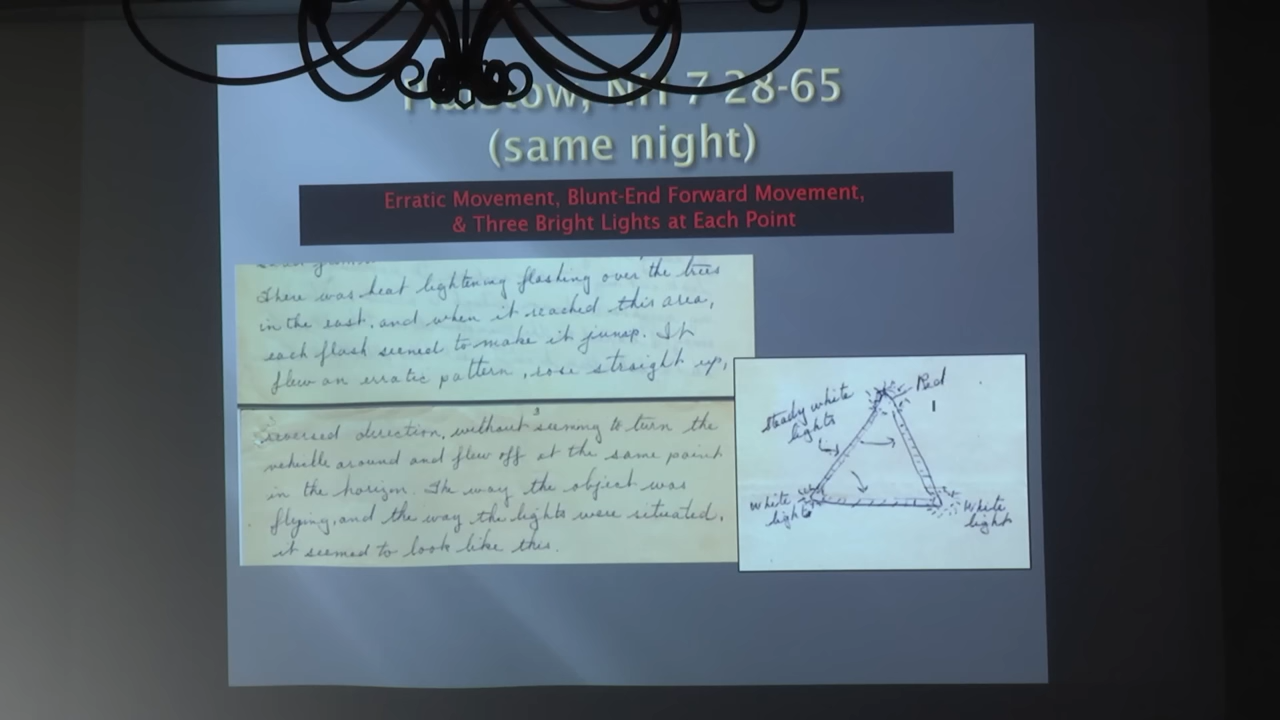 NH 7-28-65
(same night)
Erratic Movement, Blunt-End Forward Movement,
& Three Bright Lights at Each Point
There was heat lightening flashing over the trees
in the east, and when it reached this area,
each flash seemed to make it jump. It
flew an erratic pattern, rose straight up,
reversed direction, without seeming to turn the
vehicle around and flew off at the same point
in the horizon. The way the object was
flying, and the way the lights were situated,
it seemed to look like this.
steady white
lights
Red
white
light
White
light